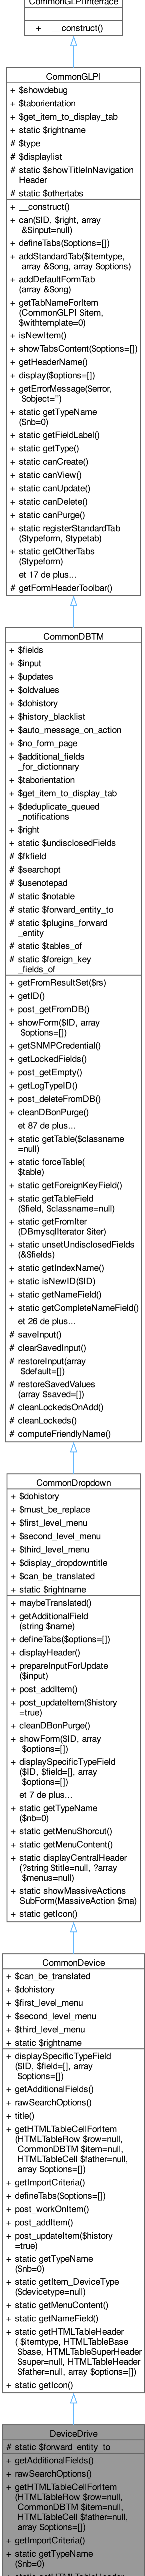 CommonGLPIInterface
+ __construct()
CommonGLPI
+ $showdebug
+ $taborientation
+ $get_item_to_display_tab
+ static $rightname
# $type
# $displaylist
# static $showTitleInNavigation
Header
# static $othertabs
+ __construct()
+ can($ID, $right, array
&$input=null)
+ defineTabs($options=[])
+ addStandardTab($itemtype,
array &$ong, array $options)
+ addDefaultFormTab
(array &$ong)
+ getTabNameForItem
(CommonGLPI $item,
$withtemplate=0)
+ isNewItem()
+ showTabsContent($options=[])
+ getHeaderName()
+ display($options=[])
+ getErrorMessage($error,
$object='')
+ static getTypeName
($nb=0)
+ static getFieldLabel()
+ static getType()
+ static canCreate()
+ static canView()
+ static canUpdate()
+ static canDelete()
+ static canPurge()
+ static registerStandardTab
($typeform, $typetab)
+ static getOtherTabs
($typeform)
et 17 de plus...
# getFormHeaderToolbar()
CommonDBTM
+ $fields
+ $input
+ $updates
+ $oldvalues
+ $dohistory
+ $history_blacklist
+ $auto_message_on_action
+ $no_form_page
+ $additional_fields
_for_dictionnary
+ $taborientation
+ $get_item_to_display_tab
+ $deduplicate_queued
_notifications
+ $right
+ static $undisclosedFields
# $fkfield
# $searchopt
# $usenotepad
# static $notable
# static $forward_entity_to
# static $plugins_forward
_entity
# static $tables_of
# static $foreign_key
_fields_of
+ getFromResultSet($rs)
+ getID()
+ post_getFromDB()
+ showForm($ID, array
$options=[])
+ getSNMPCredential()
+ getLockedFields()
+ post_getEmpty()
+ getLogTypeID()
+ post_deleteFromDB()
+ cleanDBonPurge()
et 87 de plus...
+ static getTable($classname
=null)
+ static forceTable(
$table)
+ static getForeignKeyField()
+ static getTableField
($field, $classname=null)
+ static getFromIter
(DBmysqlIterator $iter)
+ static unsetUndisclosedFields
(&$fields)
+ static getIndexName()
+ static isNewID($ID)
+ static getNameField()
+ static getCompleteNameField()
et 26 de plus...
# saveInput()
# clearSavedInput()
# restoreInput(array
$default=[])
# restoreSavedValues
(array $saved=[])
# cleanLockedsOnAdd()
# cleanLockeds()
# computeFriendlyName()
CommonDropdown
+ $dohistory
+ $must_be_replace
+ $first_level_menu
+ $second_level_menu
+ $third_level_menu
+ $display_dropdowntitle
+ $can_be_translated
+ static $rightname
+ maybeTranslated()
+ getAdditionalField
(string $name)
+ defineTabs($options=[])
+ displayHeader()
+ prepareInputForUpdate
($input)
+ post_addItem()
+ post_updateItem($history
=true)
+ cleanDBonPurge()
+ showForm($ID, array
$options=[])
+ displaySpecificTypeField
($ID, $field=[], array
$options=[])
et 7 de plus...
+ static getTypeName
($nb=0)
+ static getMenuShorcut()
+ static getMenuContent()
+ static displayCentralHeader
(?string $title=null, ?array
$menus=null)
+ static showMassiveActions
SubForm(MassiveAction $ma)
+ static getIcon()
CommonDevice
+ $can_be_translated
+ $dohistory
+ $first_level_menu
+ $second_level_menu
+ $third_level_menu
+ static $rightname
+ displaySpecificTypeField
($ID, $field=[], array
$options=[])
+ getAdditionalFields()
+ rawSearchOptions()
+ title()
+ getHTMLTableCellForItem
(HTMLTableRow $row=null,
CommonDBTM $item=null,
HTMLTableCell $father=null,
array $options=[])
+ getImportCriteria()
+ defineTabs($options=[])
+ post_workOnItem()
+ post_addItem()
+ post_updateItem($history
=true)
+ static getTypeName
($nb=0)
+ static getItem_DeviceType
($devicetype=null)
+ static getMenuContent()
+ static getNameField()
+ static getHTMLTableHeader
( $itemtype, HTMLTableBase
$base, HTMLTableSuperHeader
$super=null, HTMLTableHeader
$father=null, array $options=[])
+ static getIcon()
DeviceDrive
# static $forward_entity_to
+ getAdditionalFields()
+ rawSearchOptions()
+ getHTMLTableCellForItem
(HTMLTableRow $row=null,
CommonDBTM $item=null,
HTMLTableCell $father=null,
array $options=[])
+ getImportCriteria()
+ static getTypeName
($nb=0)